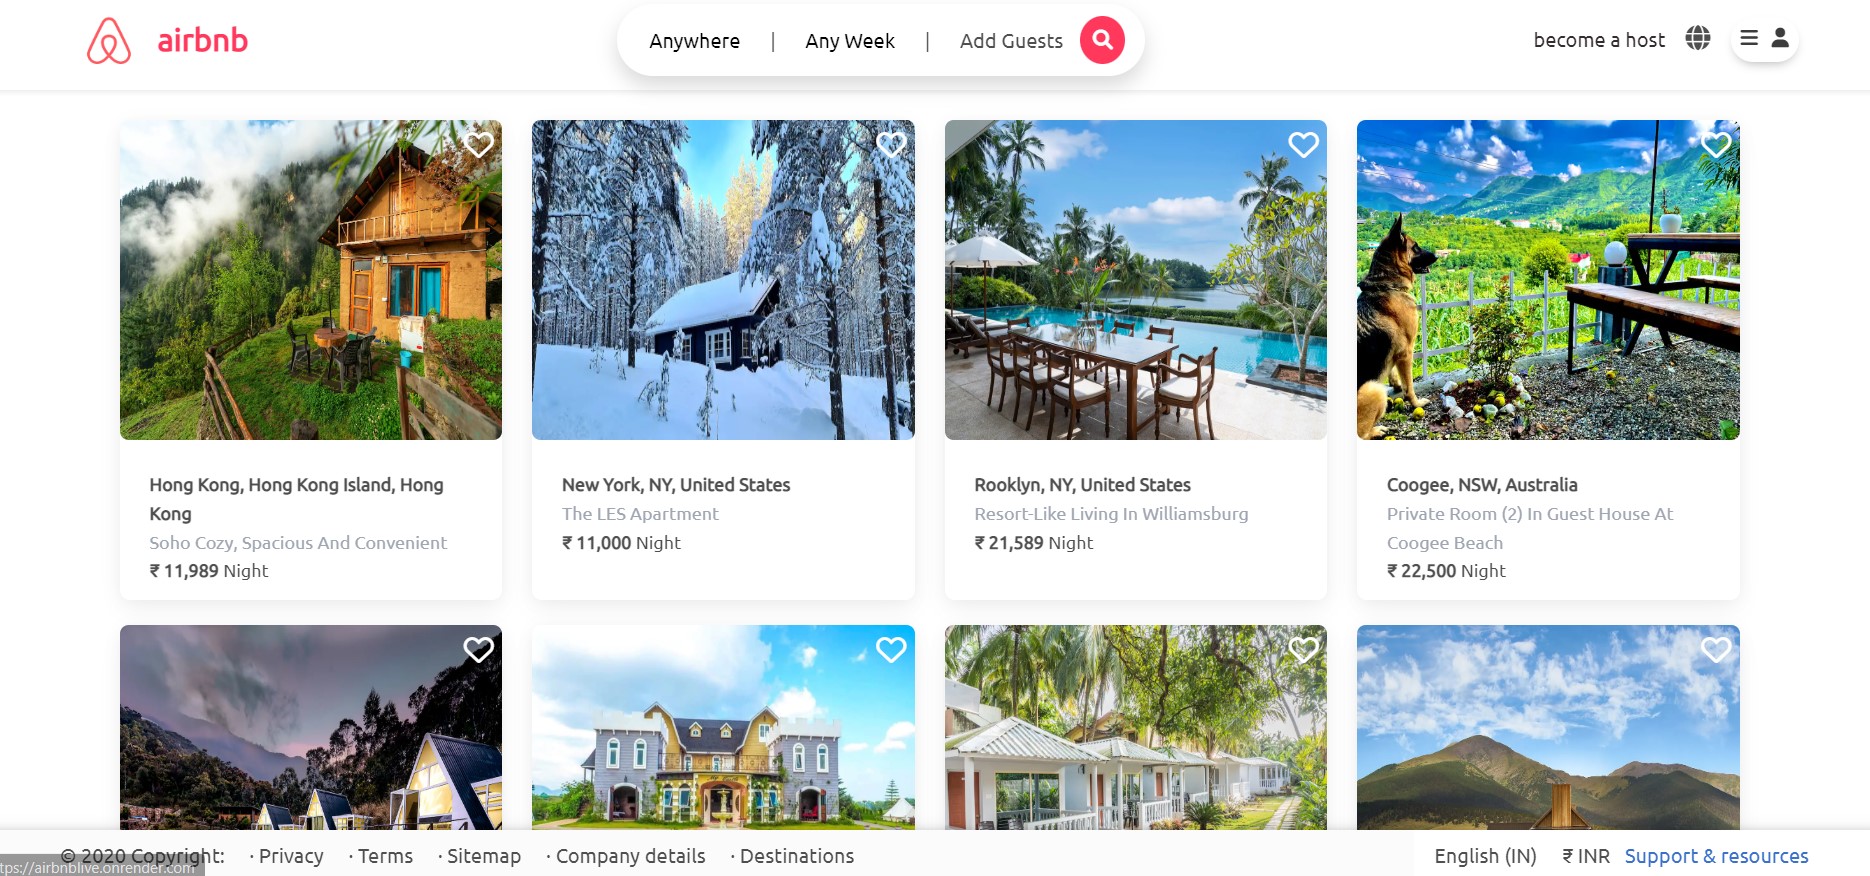 airbnb
Anywhere | Any Week | Add Guests
become a host
Hong Kong, Hong Kong Island, Hong
Kong
Soho Cozy, Spacious And Convenient
₹ 11,989 Night
New York, NY, United States
The LES Apartment
₹ 11,000 Night
Rooklyn, NY, United States
Resort-Like Living In Williamsburg
₹ 21,589 Night
Coogee, NSW, Australia
Private Room (2) In Guest House At
Coogee Beach
₹ 22,500 Night
© 2020 Copyright: · Privacy · Terms · Sitemap · Company details · Destinations
English (IN) ₹ INR Support & resources
tps://airbnblive.onrender.com